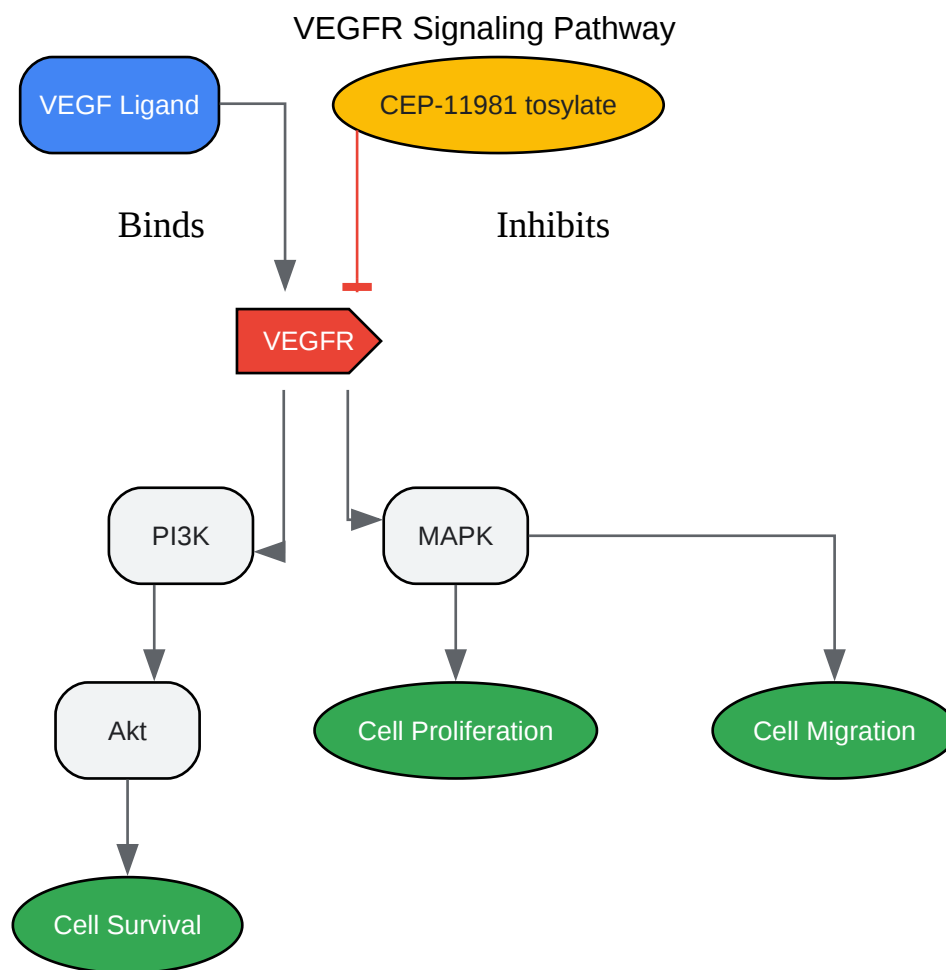 VEGFR Signaling Pathway
VEGF Ligand
CEP-11981 tosylate
Binds
Inhibits
VEGFR
PI3K
MAPK
Akt
Cell Proliferation
Cell Migration
Cell Survival